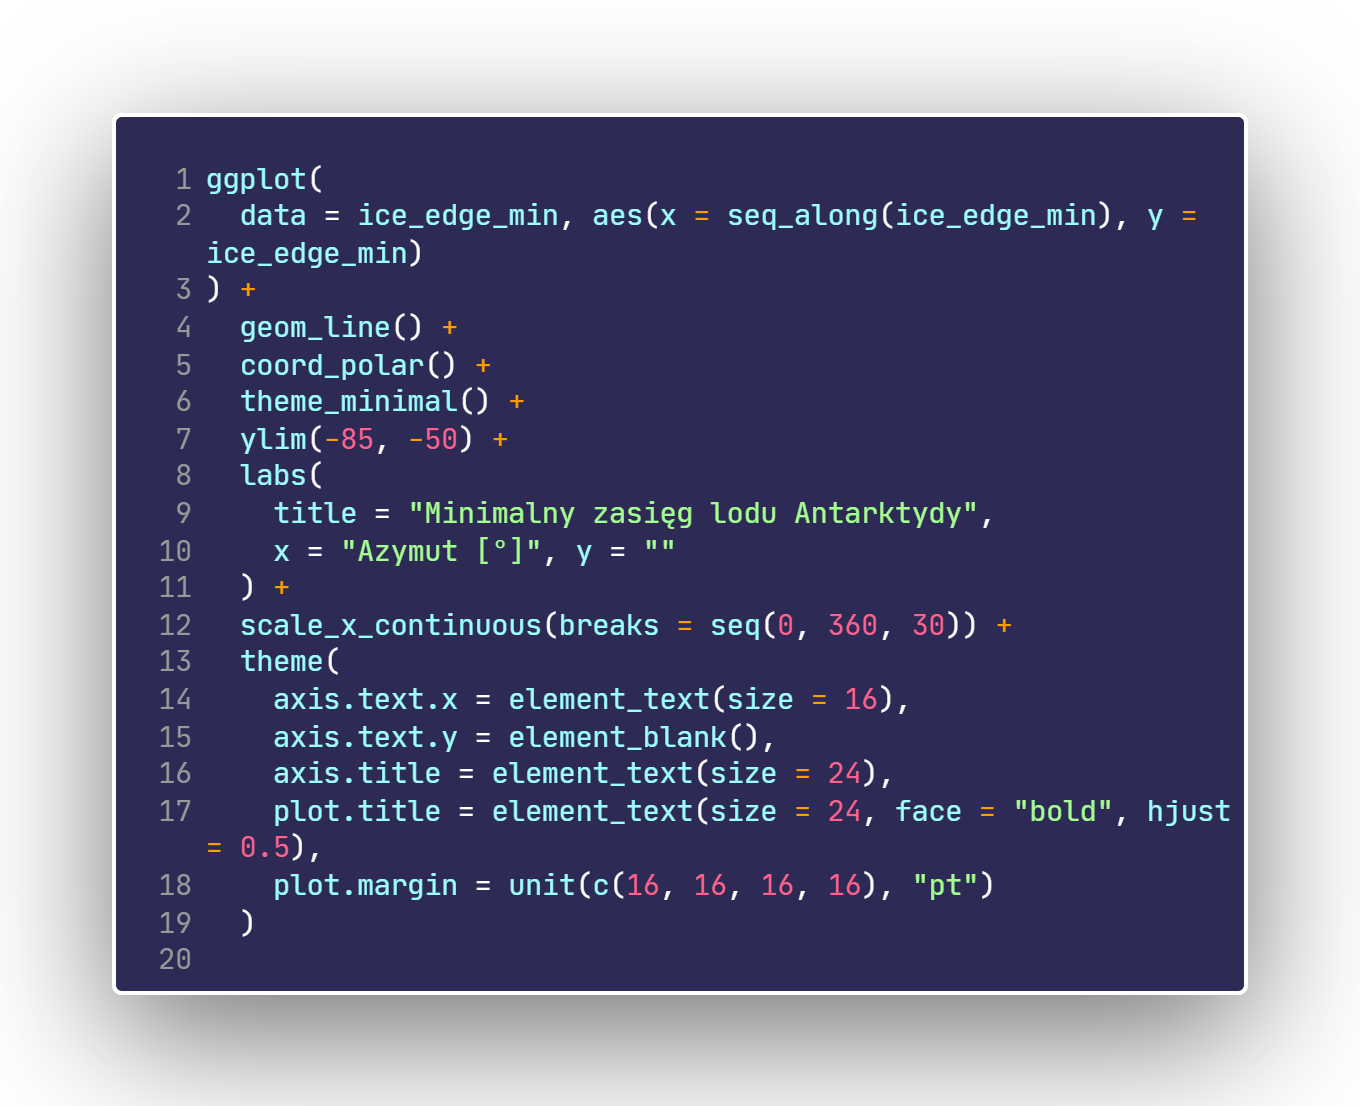 1 ggplot(
2   data = ice_edge_min, aes(x = seq_along(ice_edge_min), y =
ice_edge_min)
3 ) +
4   geom_line() +
5   coord_polar() +
6   theme_minimal() +
7   ylim(-85, -50) +
8   labs(
9     title = "Minimalny zasięg lodu Antarktydy",
10     x = "Azymut [°]", y = ""
11   ) +
12   scale_x_continuous(breaks = seq(0, 360, 30)) +
13   theme(
14     axis.text.x = element_text(size = 16),
15     axis.text.y = element_blank(),
16     axis.title = element_text(size = 24),
17     plot.title = element_text(size = 24, face = "bold", hjust
= 0.5),
18     plot.margin = unit(c(16, 16, 16, 16), "pt")
19   )
20